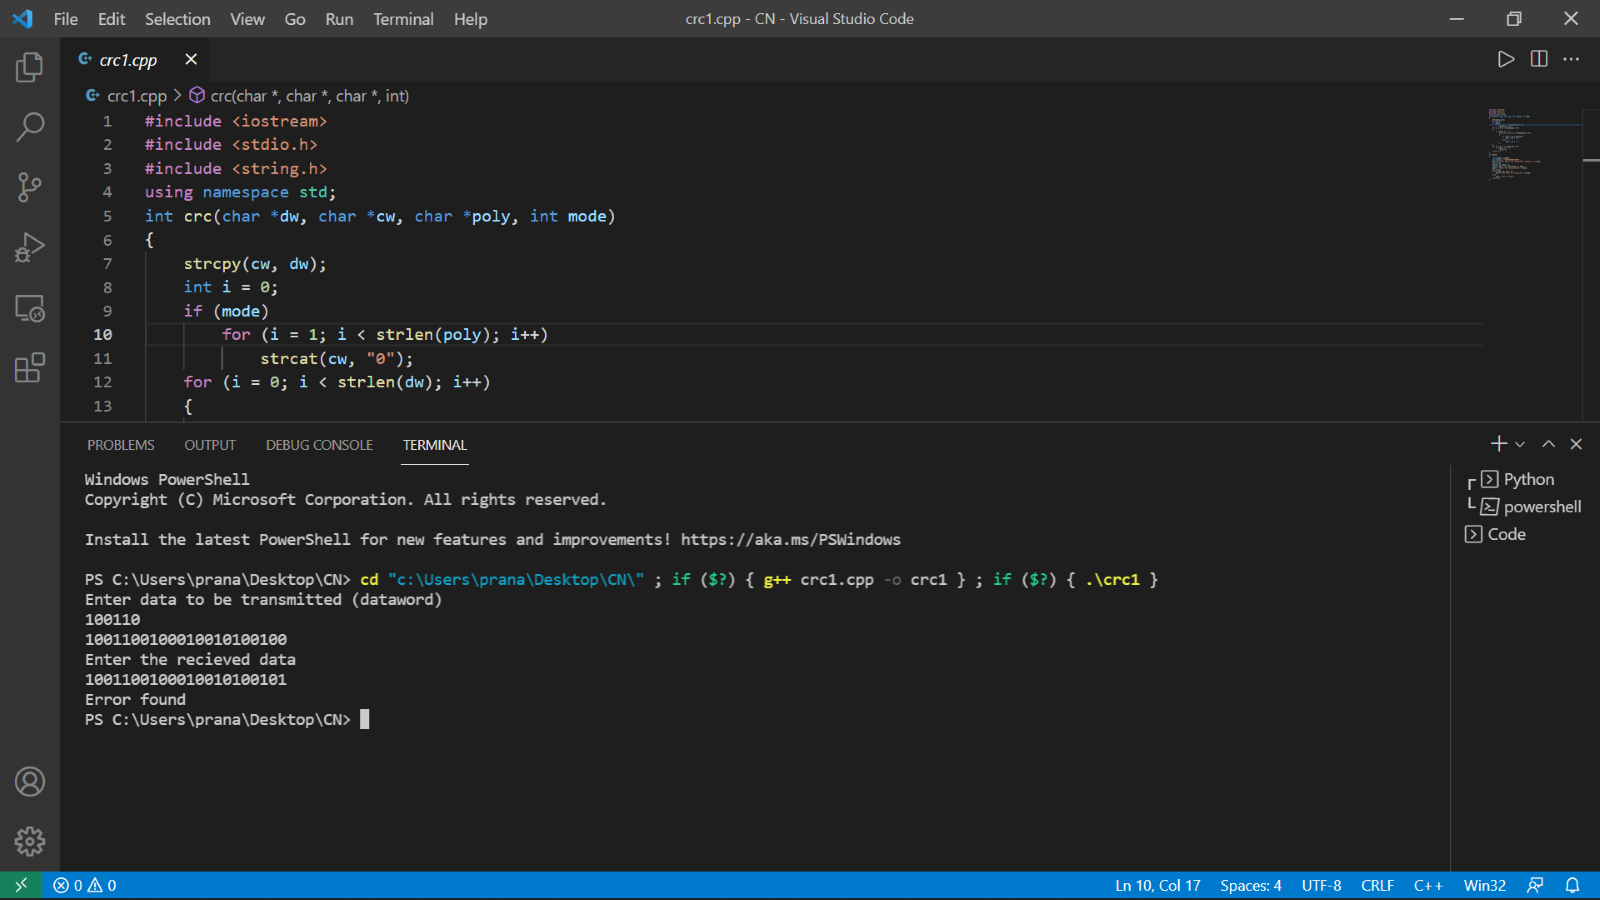 File Edit Selection View Go Run Terminal Help
crc1.cpp - CN - Visual Studio Code
crc1.cpp
crc1.cpp > crc(char *, char *, char *, int)
1 #include <iostream>
2 #include <stdio.h>
3 #include <string.h>
4 using namespace std;
5 int crc(char *dw, char *cw, char *poly, int mode)
6 {
7 strcpy(cw, dw);
8 int i = 0;
9 if (mode)
10 for (i = 1; i < strlen(poly); i++)
11 strcat(cw, "0");
12 for (i = 0; i < strlen(dw); i++)
13 {
PROBLEMS OUTPUT DEBUG CONSOLE TERMINAL
Windows PowerShell
Copyright (C) Microsoft Corporation. All rights reserved.
Install the latest PowerShell for new features and improvements! https://aka.ms/PSWindows
PS C:\Users\prana\Desktop\CN> cd "c:\Users\prana\Desktop\CN\" ; if ($?) { g++ crc1.cpp -o crc1 } ; if ($?) { .\crc1 }
Enter data to be transmitted (dataword)
100110
1001100100010010100100
Enter the recieved data
1001100100010010100101
Error found
PS C:\Users\prana\Desktop\CN>
Python
powershell
Code
0 0
Ln 10, Col 17 Spaces: 4 UTF-8 CRLF C++ Win32